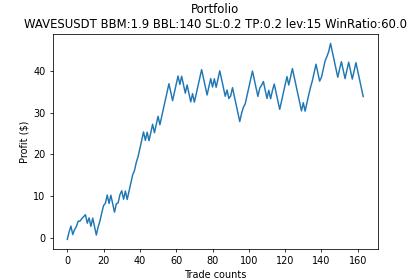 Portfolio
WAVESUSDT BBM:1.9 BBL:140 SL:0.2 TP:0.2 lev:15 WinRatio:60.0
40
30
20
10
0
Profit ($)
0 20 40 60 80 100 120 140 160
Trade counts